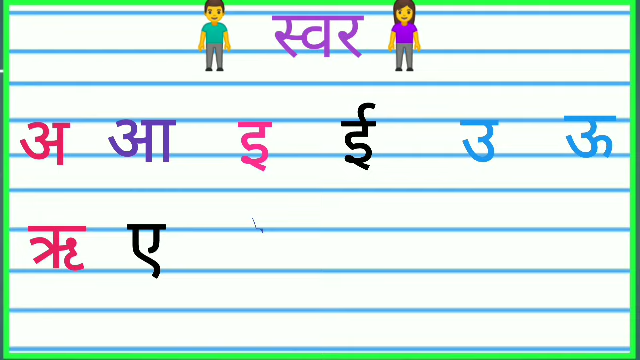 स्वर
अ आ इ ई उ ऊ
ऋ ए